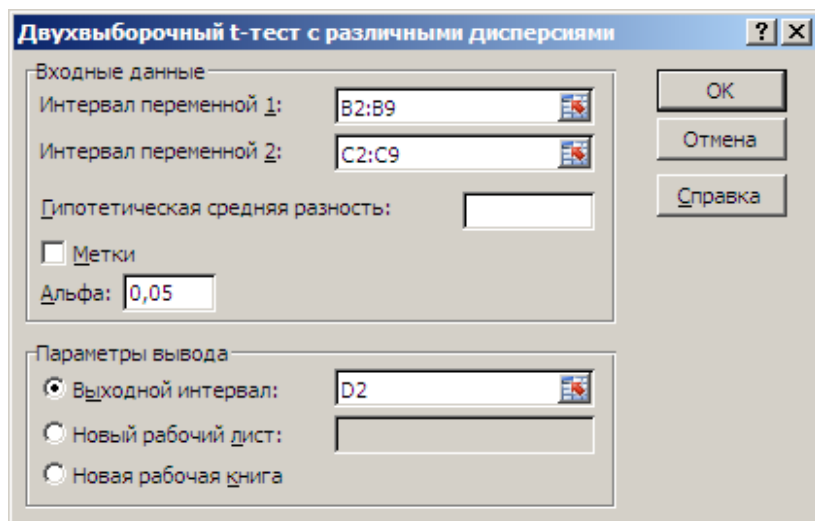 Двухвыборочный t-тест с различными дисперсиями
Входные данные
Интервал переменной 1: B2:B9
Интервал переменной 2: C2:C9
Гипотетическая средняя разность:
Метки
Альфа: 0,05
OK
Отмена
Справка
Параметры вывода
Выходной интервал: D2
Новый рабочий лист:
Новая рабочая книга